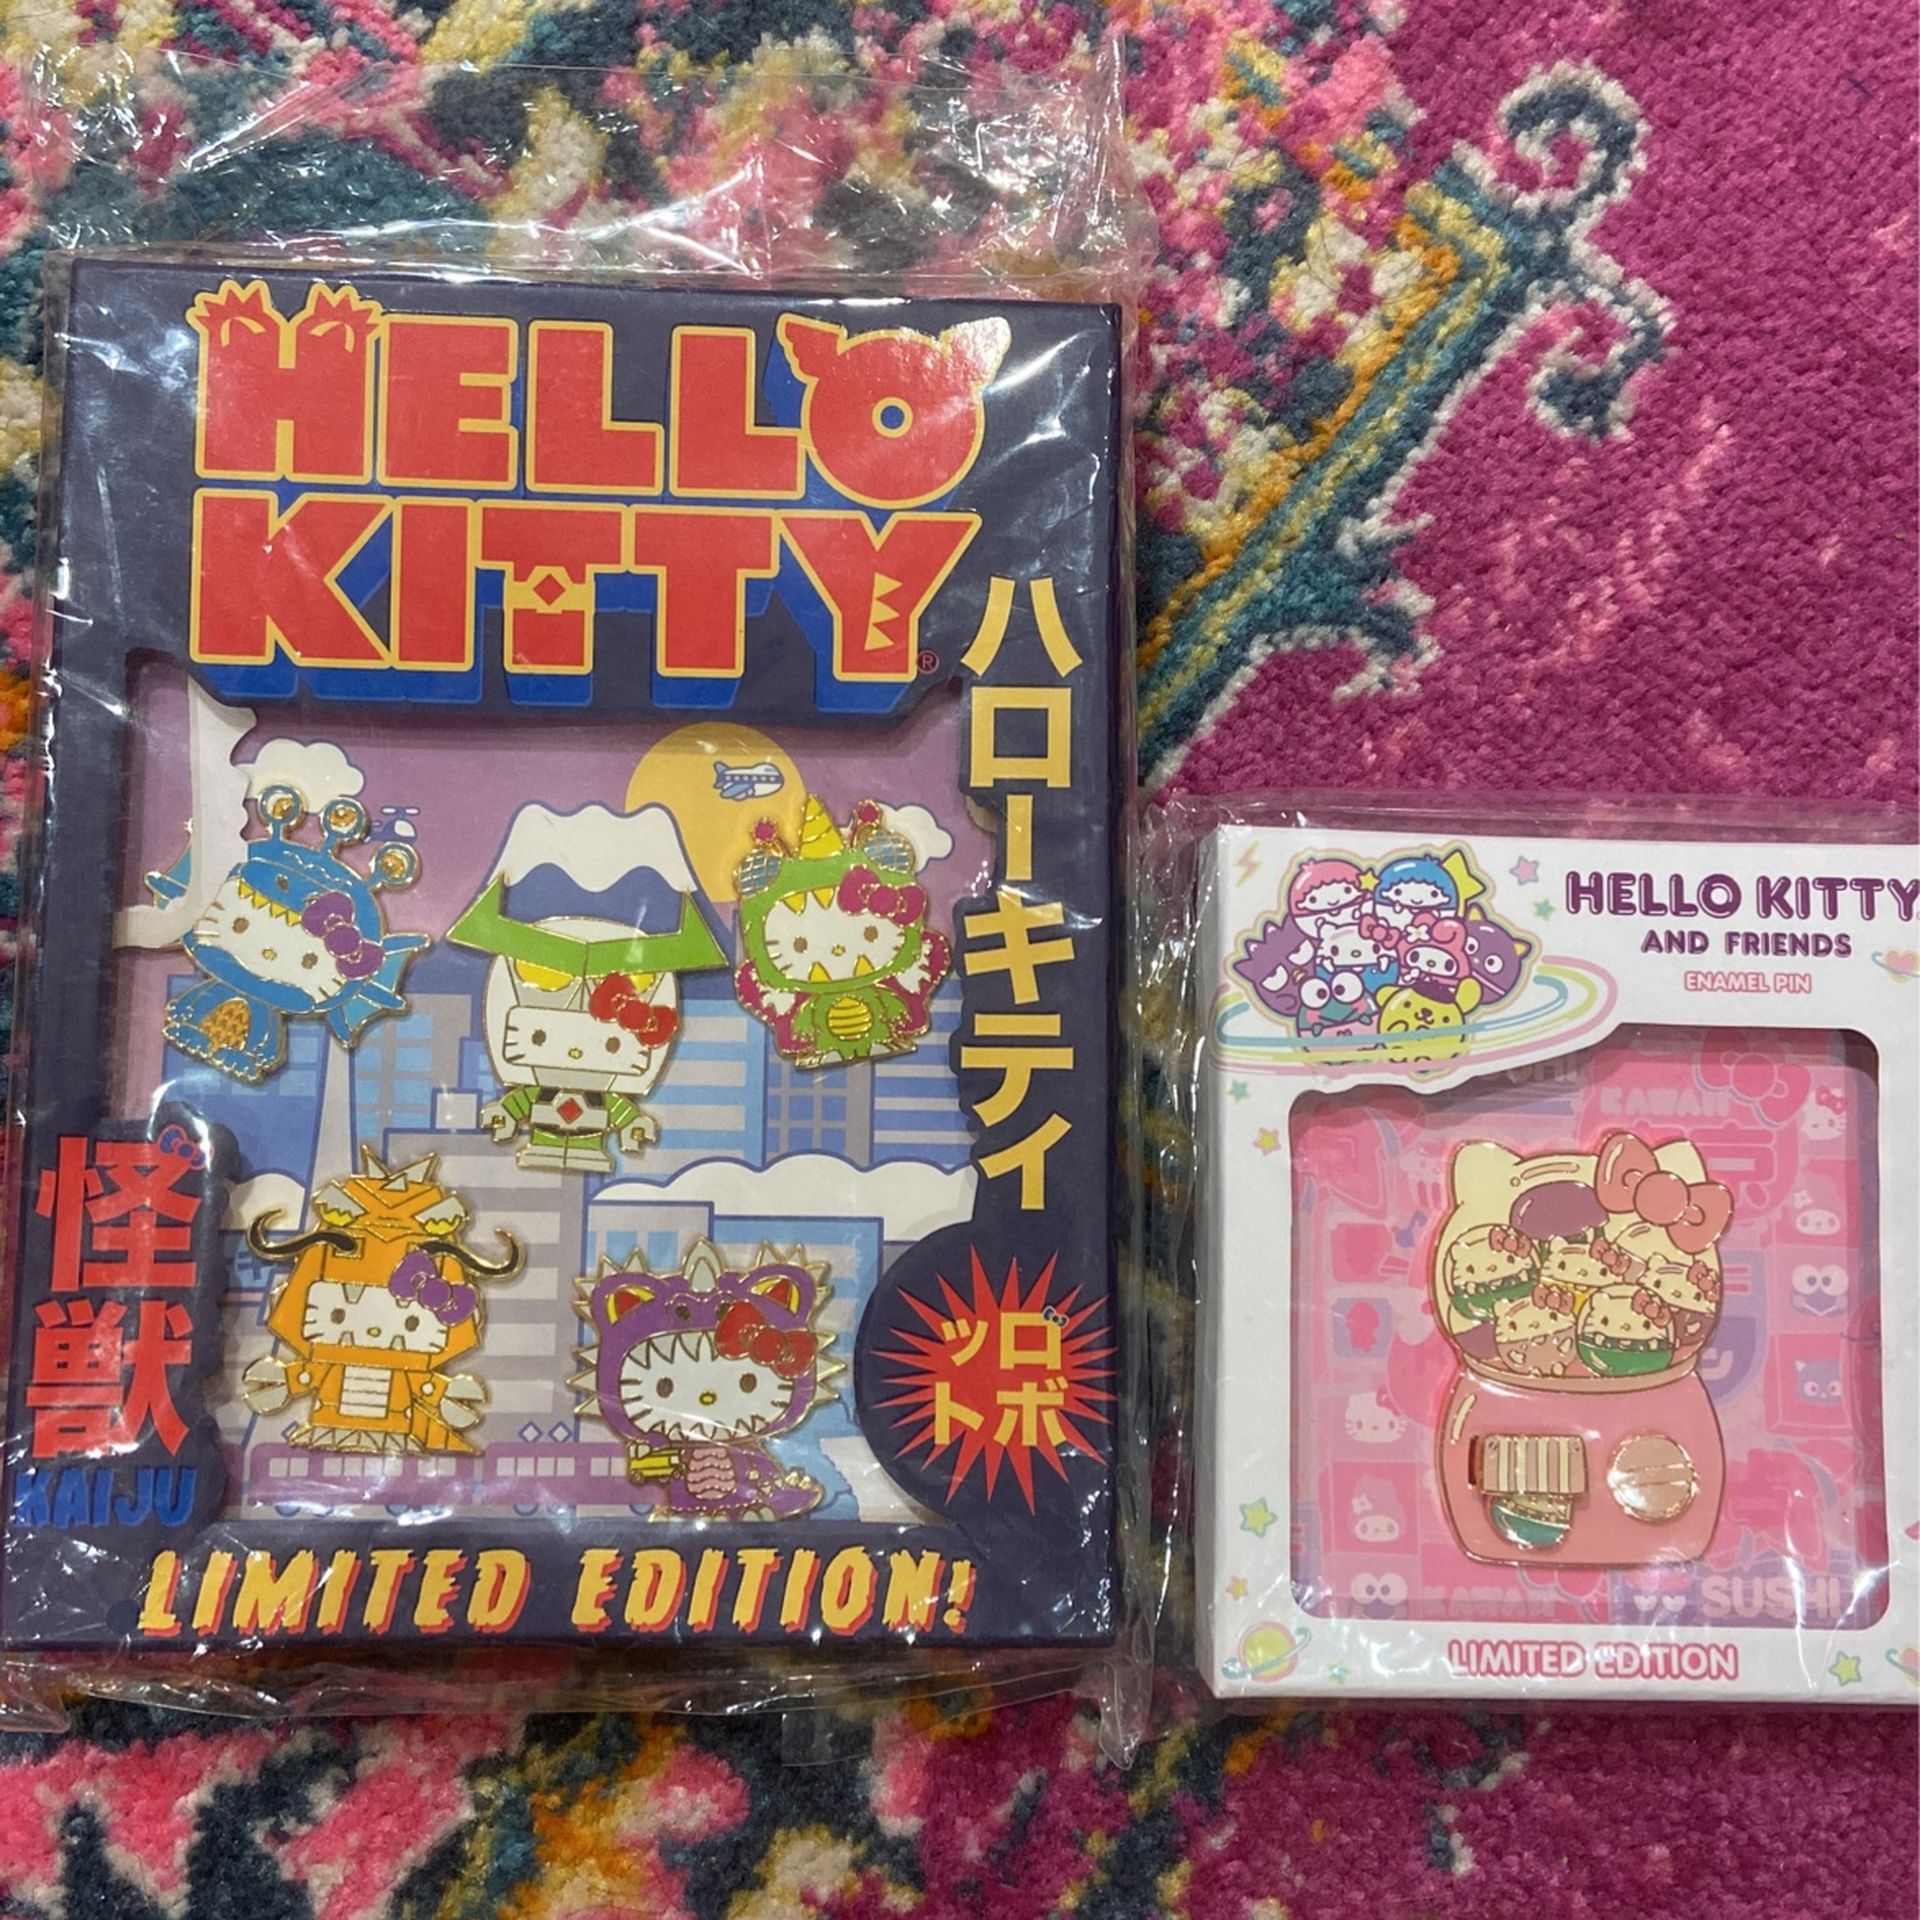 HELLO
KITTY®
ハローキティ
怪獣
KAIJU
ロボ
ット
LIMITED EDITION!
HELLO KITTY
AND FRIENDS
ENAMEL PIN
KAWAII
KAWAII
SUSHI
LIMITED EDITION